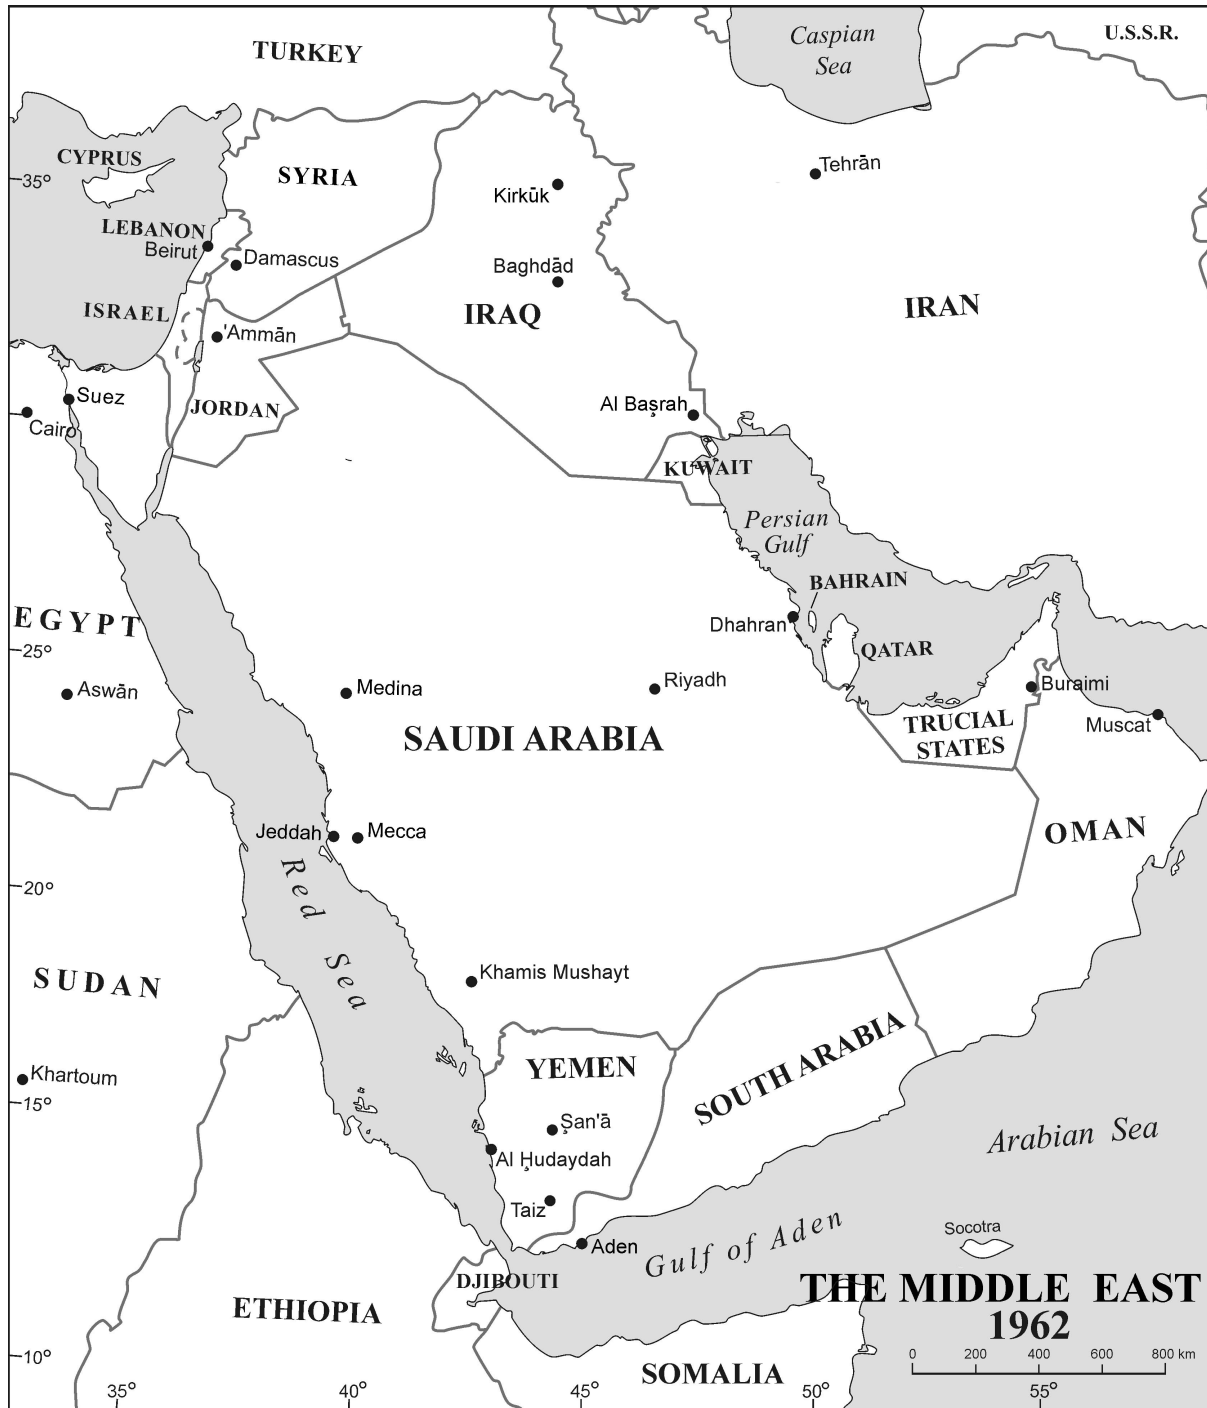 TURKEY
Caspian
Sea
U.S.S.R.
CYPRUS
SYRIA
Tehrān
35°
Kirkūk
LEBANON
Beirut
Damascus
Baghdād
ISRAEL
IRAQ
IRAN
'Ammān
Suez
JORDAN
Al Başrah
Cairo
KUWAIT
Persian
Gulf
BAHRAIN
EGYPT
Dhahran
QATAR
25°
Aswān
Medina
Riyadh
Buraimi
SAUDI ARABIA
TRUCIAL
STATES
Muscat
Jeddah
Mecca
OMAN
Red Sea
20°
SUDAN
Khamis Mushayt
YEMEN
SOUTH ARABIA
Khartoum
15°
Şan'ā
Arabian Sea
Al Ḩudaydah
Taiz
Aden
Gulf of Aden
Socotra
DJIBOUTI
ETHIOPIA
THE MIDDLE EAST
1962
10°
SOMALIA
0 200 400 600 800 km
35° 40° 45° 50° 55°